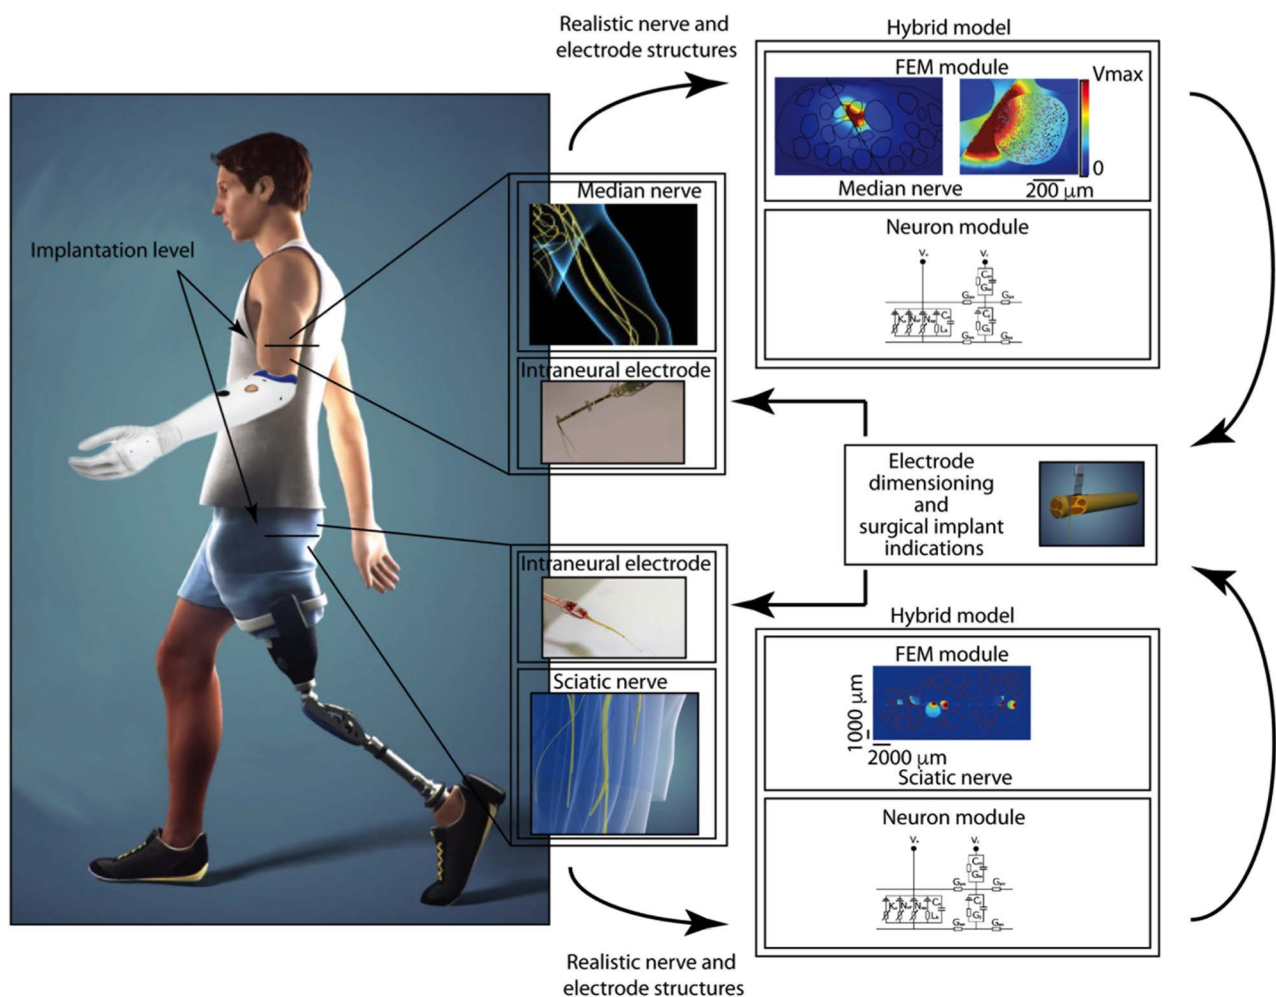 Realistic nerve and
electrode structures
Hybrid model
FEM module
Vmax
0
Median nerve
200 μm
Neuron module
Implantation level
Median nerve
Intraneural electrode
Electrode
dimensioning
and
surgical implant
indications
Intraneural electrode
Sciatic nerve
Hybrid model
FEM module
1000 μm
2000 μm
Sciatic nerve
Neuron module
Realistic nerve and
electrode structures